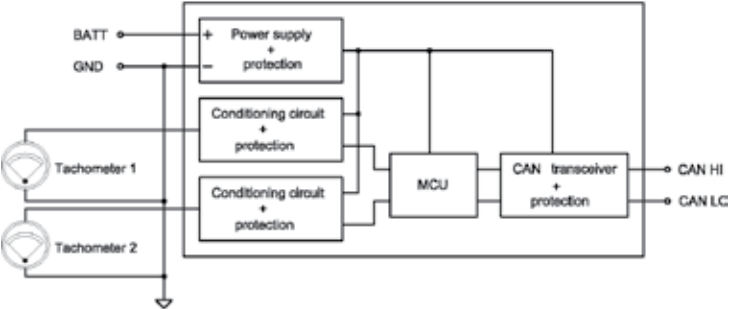 BATT
+
Power supply
+
protection
GND
−
Conditioning circuit
+
protection
Tachometer 1
Conditioning circuit
+
protection
Tachometer 2
MCU
CAN transceiver
+
protection
CAN HI
CAN LO